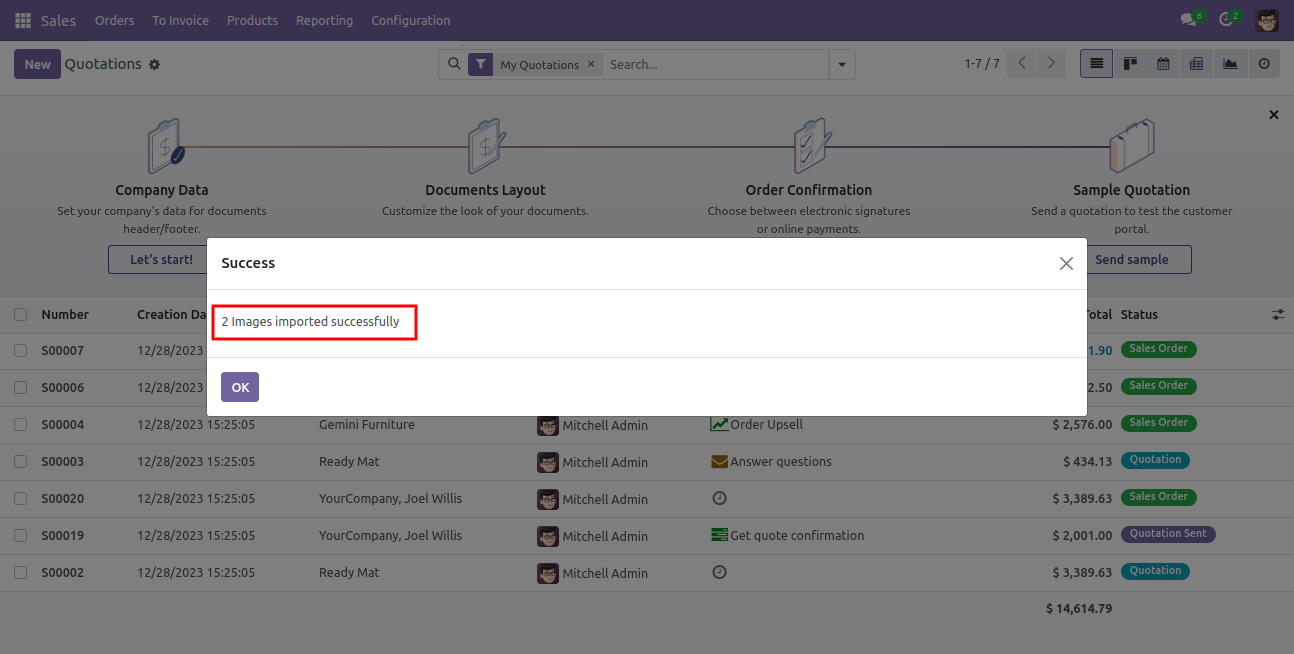 Sales Orders To Invoice Products Reporting Configuration 6 2
New Quotations My Quotations × Search... 1-7 / 7
Company Data Documents Layout Order Confirmation Sample Quotation
Set your company's data for documents Customize the look of your documents. Choose between electronic signatures Send a quotation to test the customer
header/footer. or online payments. portal.
Let's start! Send sample
Success
2 Images imported successfully
OK
Number Creation Da Total Status
S00007 12/28/2023 1.90 Sales Order
S00006 12/28/2023 2.50 Sales Order
S00004 12/28/2023 15:25:05 Gemini Furniture Mitchell Admin Order Upsell $ 2,576.00 Sales Order
S00003 12/28/2023 15:25:05 Ready Mat Mitchell Admin Answer questions $ 434.13 Quotation
S00020 12/28/2023 15:25:05 YourCompany, Joel Willis Mitchell Admin $ 3,389.63 Sales Order
S00019 12/28/2023 15:25:05 YourCompany, Joel Willis Mitchell Admin Get quote confirmation $ 2,001.00 Quotation Sent
S00002 12/28/2023 15:25:05 Ready Mat Mitchell Admin $ 3,389.63 Quotation
$ 14,614.79